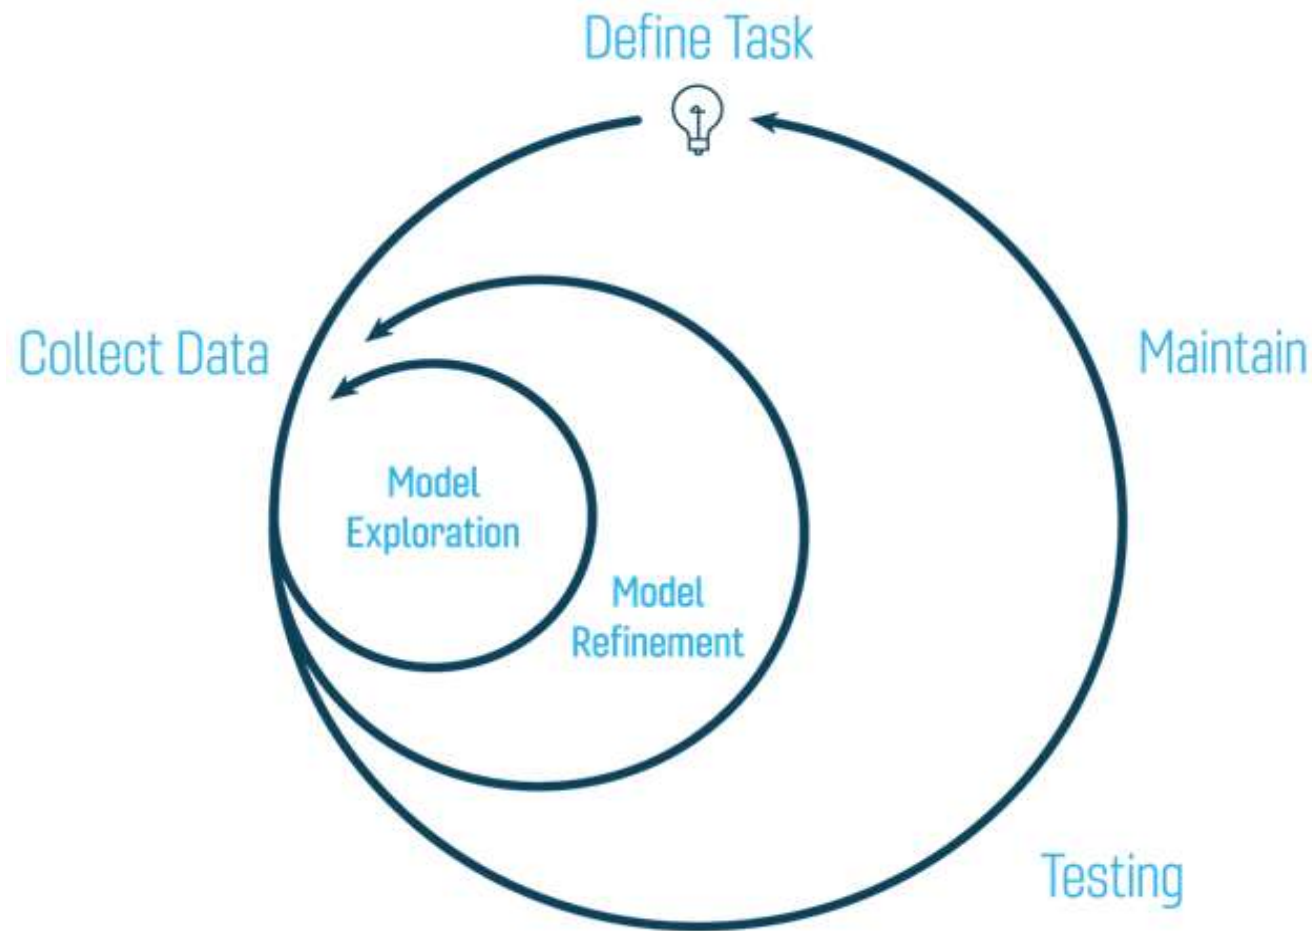 Define Task
Collect Data
Maintain
Model
Exploration
Model
Refinement
Testing